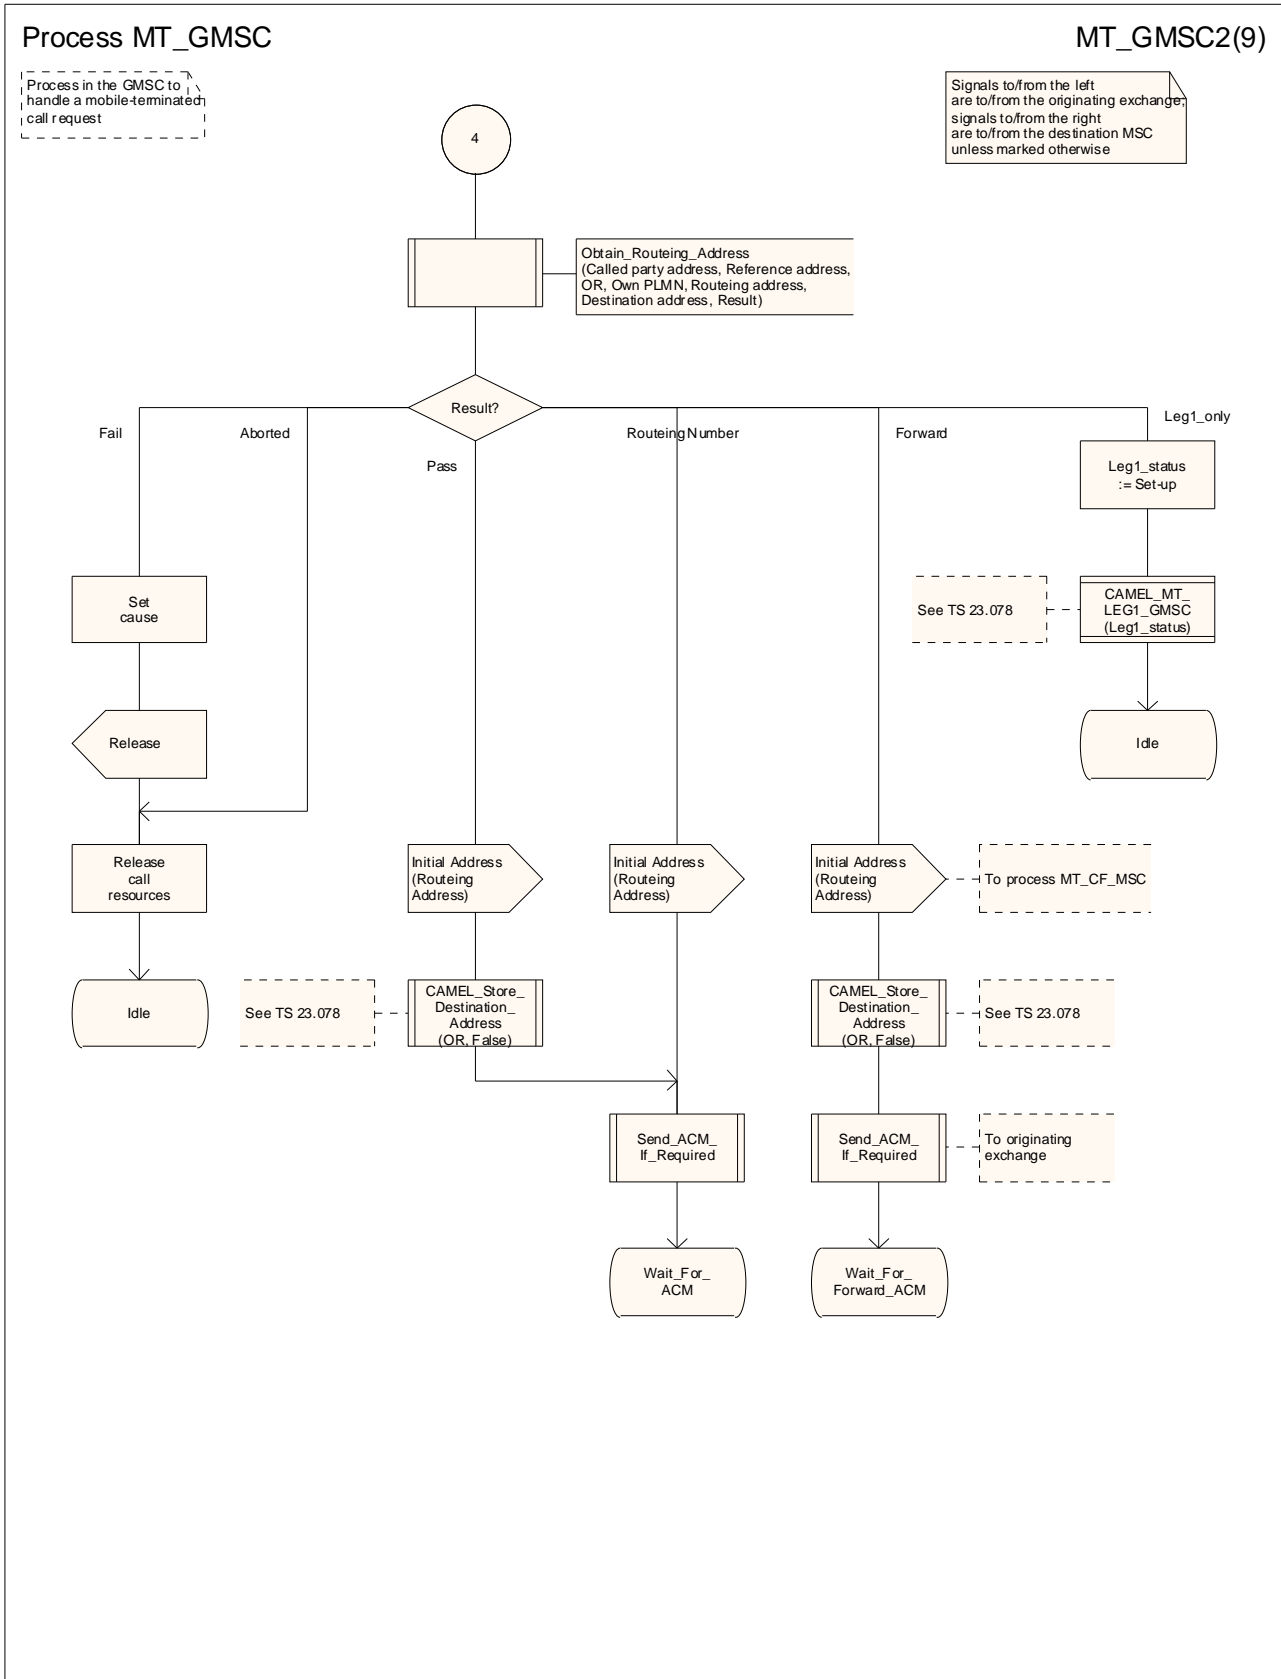 Process MT_GMSC
MT_GMSC2(9)
Process in the GMSC to
handle a mobile-terminated
call request
Signals to/from the left
are to/from the originating exchange;
signals to/from the right
are to/from the destination MSC
unless marked otherwise
4
Obtain_Routeing_Address
(Called party address, Reference address,
OR, Own PLMN, Routeing address,
Destination address, Result)
Result?
Fail
Aborted
Pass
Routeing Number
Forward
Leg1_only
Leg1_status
:= Set-up
Set
cause
See TS 23.078
CAMEL_MT_
LEG1_GMSC
(Leg1_status)
Release
Idle
Release
call
resources
Initial Address
(Routeing
Address)
Initial Address
(Routeing
Address)
Initial Address
(Routeing
Address)
To process MT_CF_MSC
Idle
See TS 23.078
CAMEL_Store_
Destination_
Address
(OR, False)
CAMEL_Store_
Destination_
Address
(OR, False)
See TS 23.078
Send_ACM_
If_Required
Send_ACM_
If_Required
To originating
exchange
Wait_For_
ACM
Wait_For_
Forward_ACM